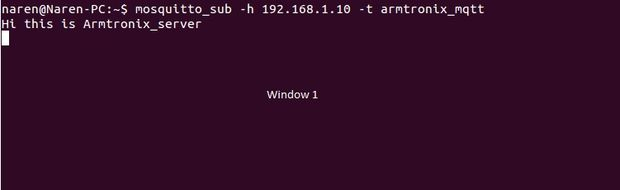 naren@Naren-PC:~$ mosquitto_sub -h 192.168.1.10 -t armtronix_mqtt
Hi this is Armtronix_server
Window 1